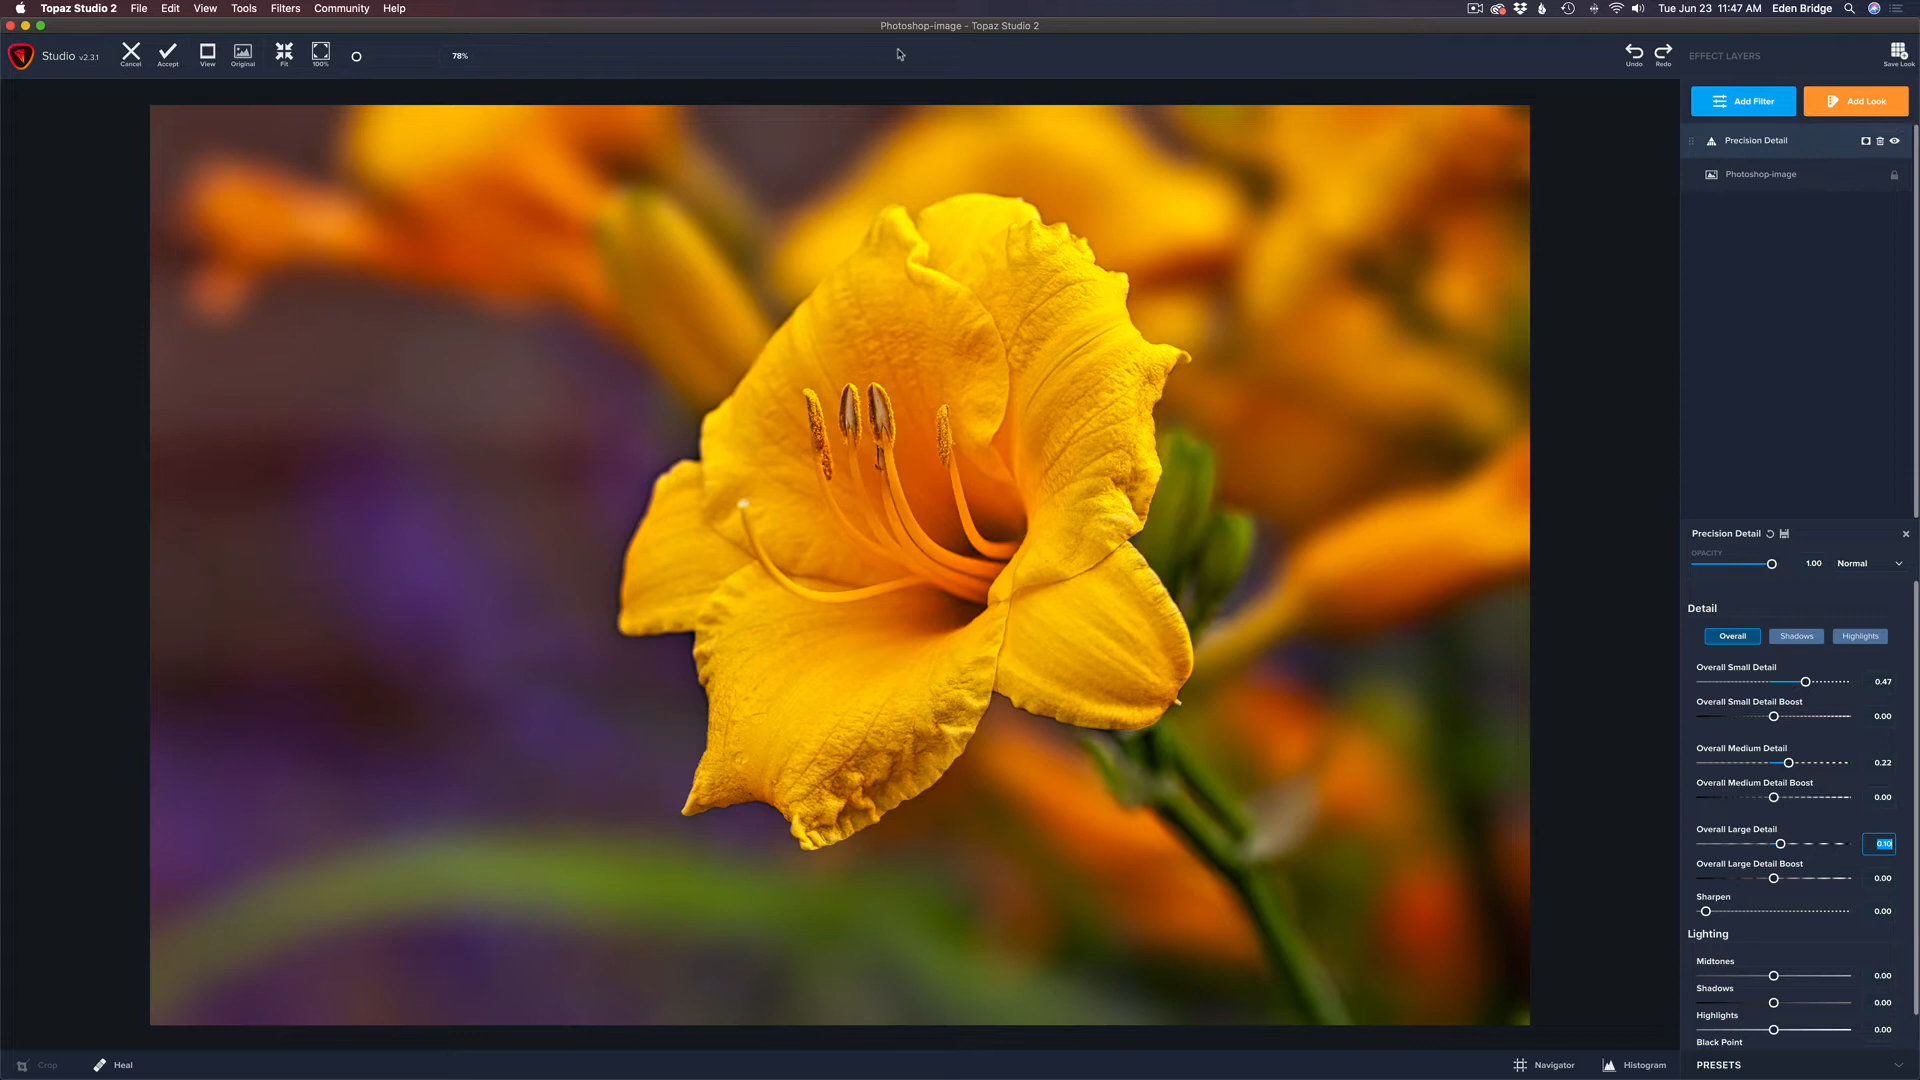 Topaz Studio 2 File Edit View Tools Filters Community Help
Tue Jun 23 11:47 AM Eden Bridge
Photoshop-image - Topaz Studio 2
Studio v2.3.1
Cancel Accept View Original Fit 100% 78%
Undo Redo
EFFECT LAYERS
Save Look
Add Filter Add Look
Precision Detail
Photoshop-image
Precision Detail
OPACITY
1.00 Normal
Detail
Overall Shadows Highlights
Overall Small Detail
0.47
Overall Small Detail Boost
0.00
Overall Medium Detail
0.22
Overall Medium Detail Boost
0.00
Overall Large Detail
0.10
Overall Large Detail Boost
0.00
Sharpen
0.00
Lighting
Midtones
0.00
Shadows
0.00
Highlights
0.00
Black Point
Crop Heal Navigator Histogram PRESETS